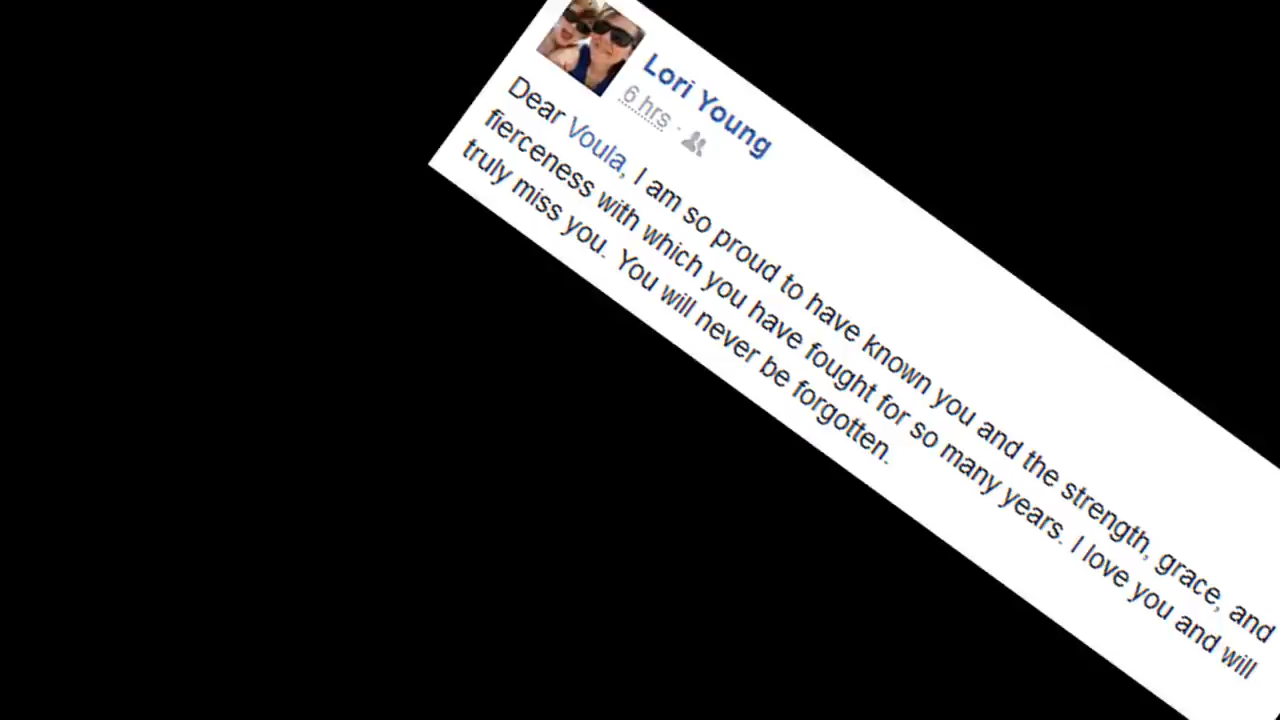 Lori Young
6 hrs ·
Dear Voula, I am so proud to have known you and the strength, grace, and
fierceness with which you have fought for so many years. I love you and will
truly miss you. You will never be forgotten.